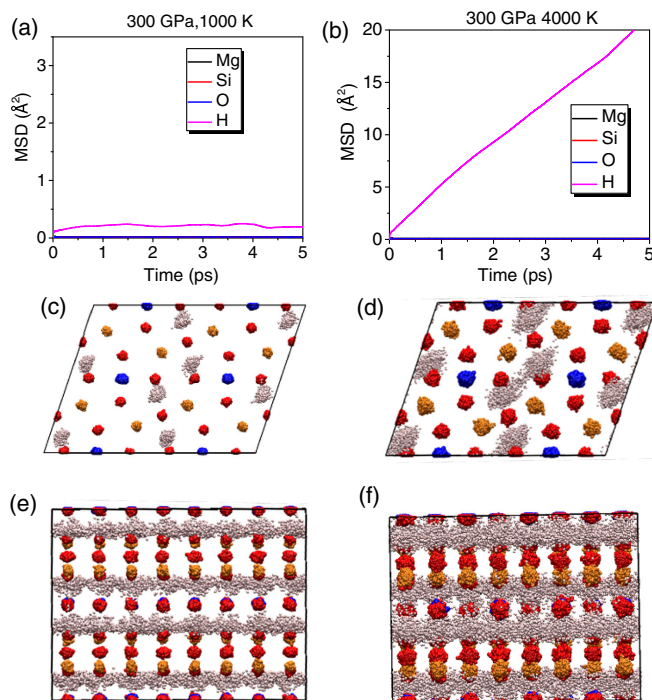 (a)
300 GPa,1000 K
MSD (Å²)
3
2
1
0
Mg
Si
O
H
0 1 2 3 4 5
Time (ps)
(b)
300 GPa 4000 K
MSD (Å²)
20
15
10
5
0
Mg
Si
O
H
0 1 2 3 4 5
Time (ps)
(c)
(d)
(e)
(f)